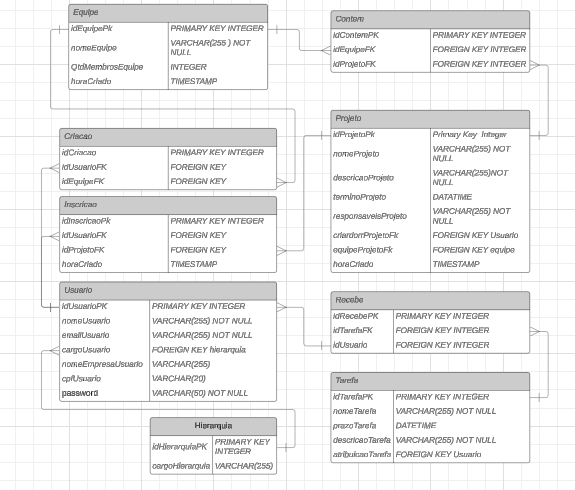 Equipe
idEquipePk PRIMARY KEY INTEGER
nomeEquipe VARCHAR(255 ) NOT
NULL
QtdMembrosEquipe INTEGER
horaCriado TIMESTAMP
Contem
idContemPK PRIMARY KEY INTEGER
idEquipeFK FOREIGN KEY INTEGER
idProjetoFK FOREIGN KEY INTEGER
Criacao
idCriacao PRIMARY KEY INTEGER
idUsuarioFK FOREIGN KEY
idEquipeFK FOREIGN KEY
Projeto
idProjetoPk Primary Key Integer
nomeProjeto VARCHAR(255) NOT
NULL
descricaoProjeto VARCHAR(255)NOT
NULL
terminoProjeto DATATIME
responsaveisProjeto VARCHAR(255) NOT
NULL
criardorrProjetoFk FOREIGN KEY Usuario
equipeProjetoFk FOREIGN KEY equipe
horaCriado TIMESTAMP
Inscricao
idInscricaoPk PRIMARY KEY INTEGER
idUsuarioFK FOREIGN KEY
idProjetoFK FOREIGN KEY
horaCriado TIMESTAMP
Usuario
idUsuarioPK PRIMARY KEY INTEGER
nomeUsuario VARCHAR(255) NOT NULL
emailUsuario VARCHAR(255) NOT NULL
cargoUsuario FOREIGN KEY hierarquia
nomeEmpresaUsuario VARCHAR(255)
cpfUsuario VARCHAR(20)
password VARCHAR(50) NOT NULL
Recebe
idRecebePK PRIMARY KEY INTEGER
idTarefaFK FOREIGN KEY INTEGER
idUsuario FOREIGN KEY INTEGER
Tarefa
idTarefaPK PRIMARY KEY INTEGER
nomeTarefa VARCHAR(255) NOT NULL
prazoTarefa DATETIME
descricaoTarefa VARCHAR(255) NOT NULL
atribuicaoTarefa FOREIGN KEY Usuario
Hierarquia
idHierarquiaPK PRIMARY KEY
INTEGER
cargoHierarquia VARCHAR(255)